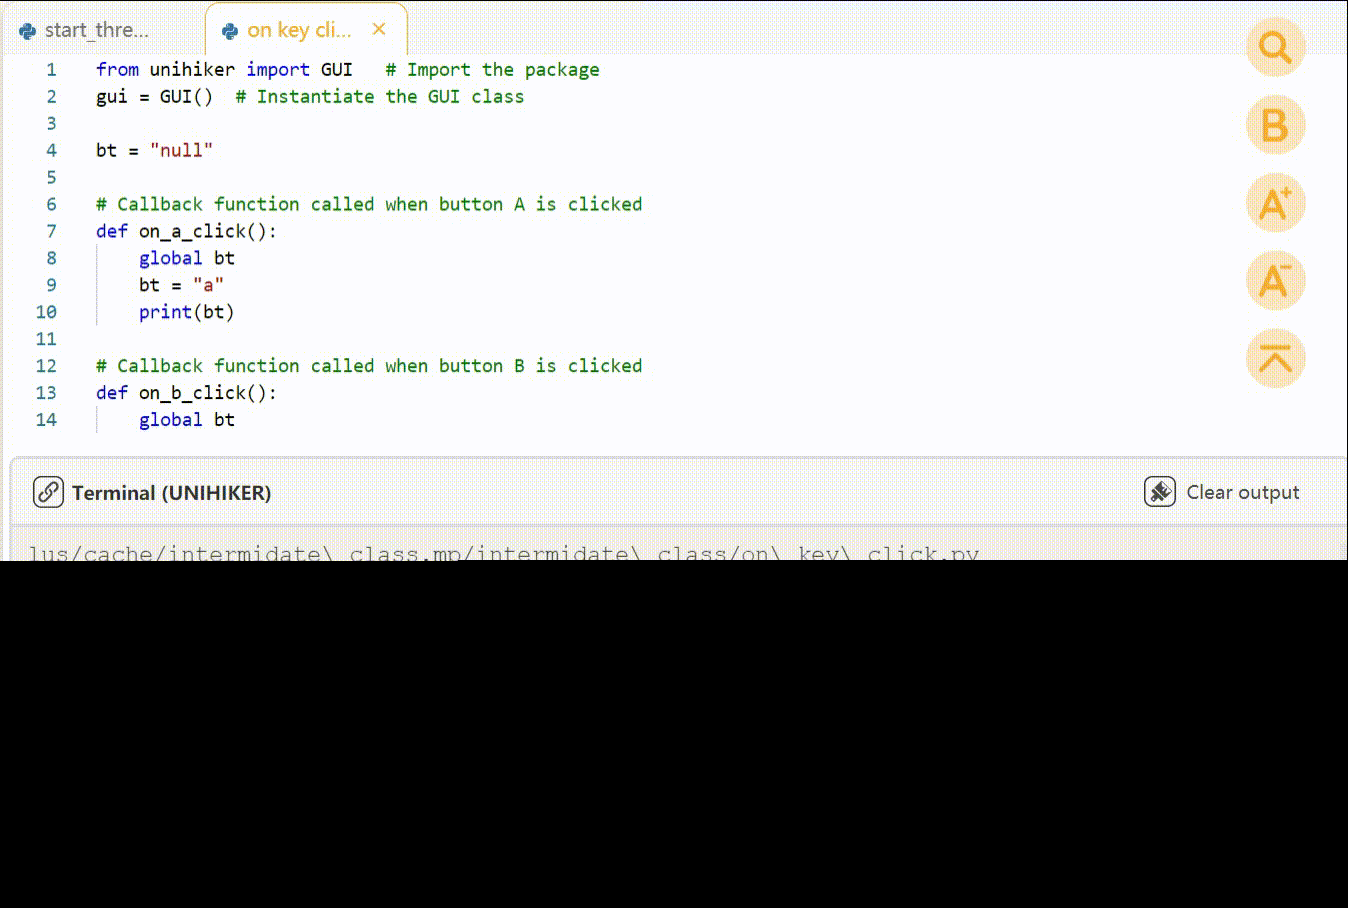 start_thre...
on key cli...
1 from unihiker import GUI   # Import the package
2 gui = GUI()  # Instantiate the GUI class
3
4 bt = "null"
5
6 # Callback function called when button A is clicked
7 def on_a_click():
8     global bt
9     bt = "a"
10     print(bt)
11
12 # Callback function called when button B is clicked
13 def on_b_click():
14     global bt
B
A+
A-
Terminal (UNIHIKER)
Clear output
lus/cache/intermidate\ class.mp/intermidate\ class/on\ key\ click.py